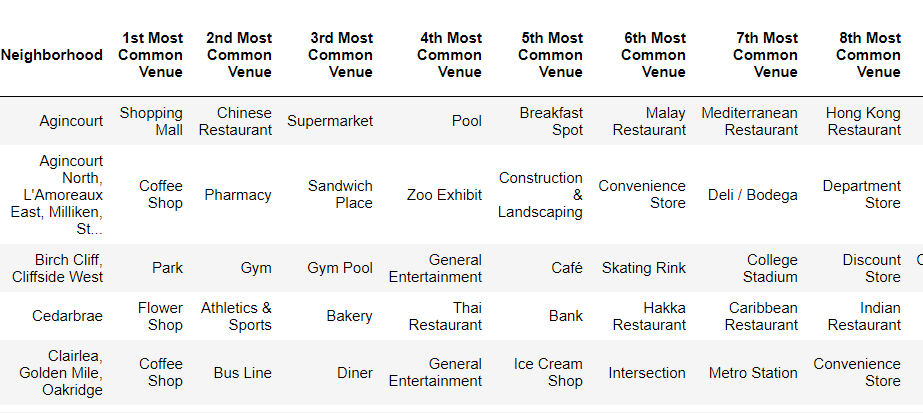 Neighborhood
1st Most
Common
Venue
2nd Most
Common
Venue
3rd Most
Common
Venue
4th Most
Common
Venue
5th Most
Common
Venue
6th Most
Common
Venue
7th Most
Common
Venue
8th Most
Common
Venue
Agincourt
Shopping
Mall
Chinese
Restaurant
Supermarket
Pool
Breakfast
Spot
Malay
Restaurant
Mediterranean
Restaurant
Hong Kong
Restaurant
Agincourt
North,
L'Amoreaux
East, Milliken,
St...
Coffee
Shop
Pharmacy
Sandwich
Place
Zoo Exhibit
Construction
&
Landscaping
Convenience
Store
Deli / Bodega
Department
Store
Birch Cliff,
Cliffside West
Park
Gym
Gym Pool
General
Entertainment
Café
Skating Rink
College
Stadium
Discount
Store
Cedarbrae
Flower
Shop
Athletics &
Sports
Bakery
Thai
Restaurant
Bank
Hakka
Restaurant
Caribbean
Restaurant
Indian
Restaurant
Clairlea,
Golden Mile,
Oakridge
Coffee
Shop
Bus Line
Diner
General
Entertainment
Ice Cream
Shop
Intersection
Metro Station
Convenience
Store